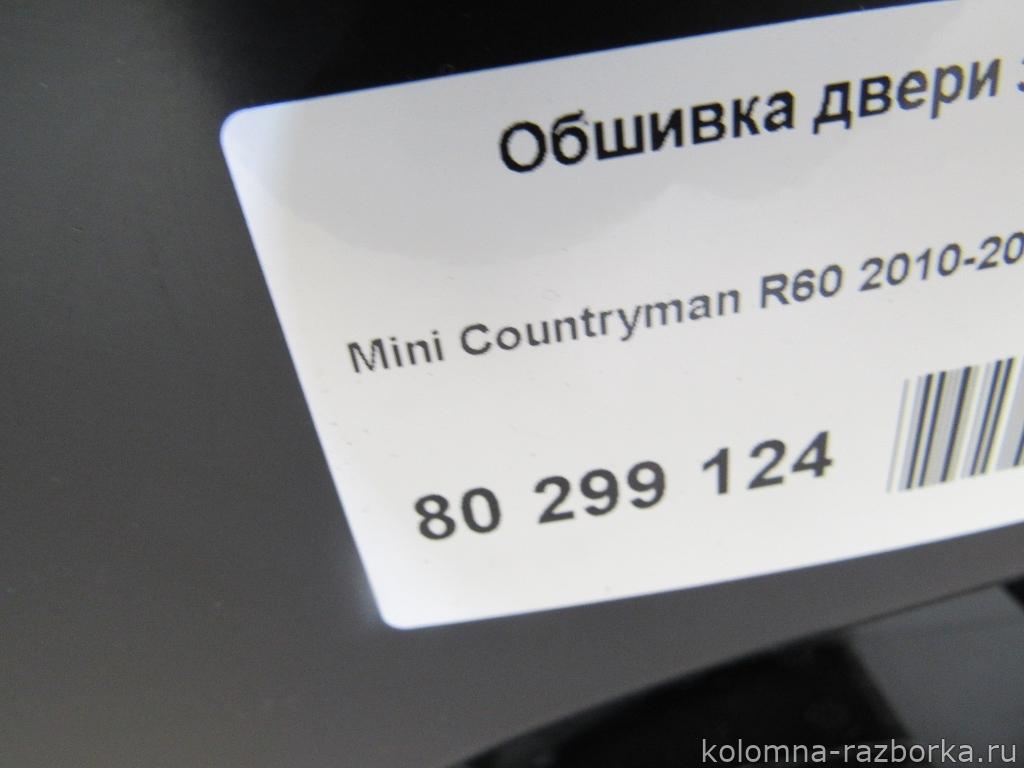 Обшивка двери
Mini Countryman R60 2010-20
80 299 124
kolomna-razborka.ru